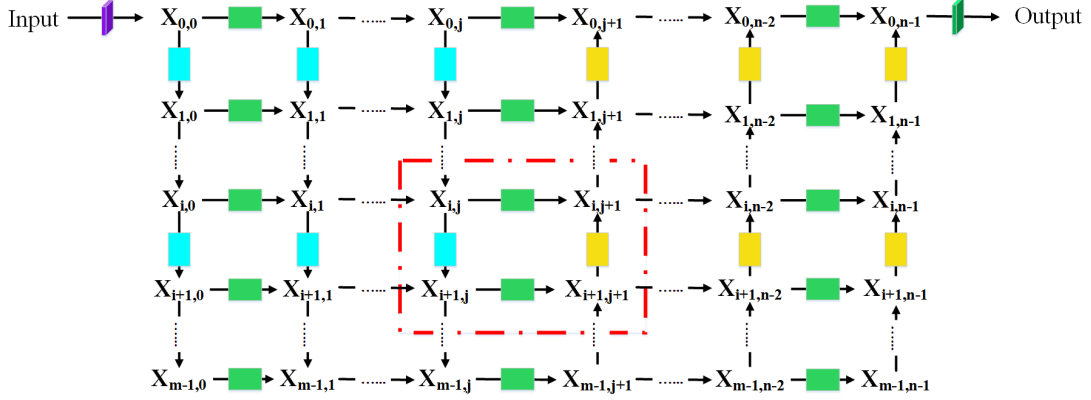 Input X0,0 X0,1 ...... X0,j X0,j+1 ...... X0,n-2 X0,n-1 Output
X1,0 X1,1 ...... X1,j X1,j+1 ...... X1,n-2 X1,n-1
Xi,0 Xi,1 ...... Xi,j Xi,j+1 ...... Xi,n-2 Xi,n-1
Xi+1,0 Xi+1,1 ...... Xi+1,j Xi+1,j+1 ...... Xi+1,n-2 Xi+1,n-1
Xm-1,0 Xm-1,1 ...... Xm-1,j Xm-1,j+1 ...... Xm-1,n-2 Xm-1,n-1